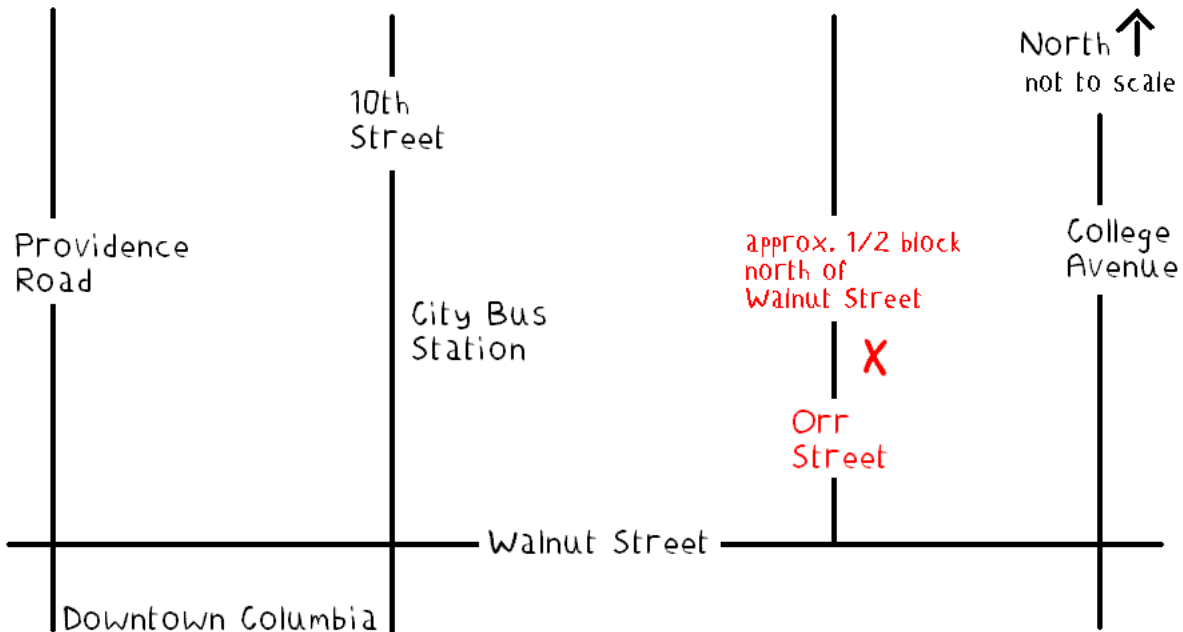 North
not to scale
10th
Street
Providence
Road
approx. 1/2 block
north of
Walnut Street
College
Avenue
City Bus
Station
X
Orr
Street
Walnut Street
Downtown Columbia